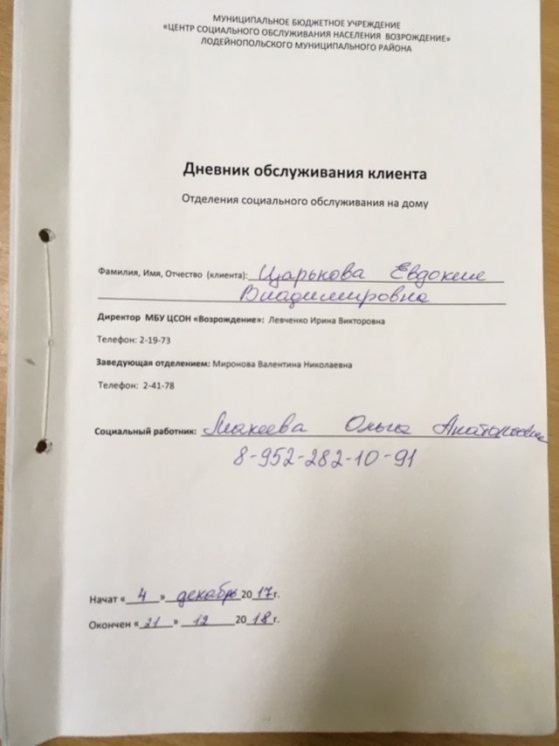 МУНИЦИПАЛЬНОЕ БЮДЖЕТНОЕ УЧРЕЖДЕНИЕ
«ЦЕНТР СОЦИАЛЬНОГО ОБСЛУЖИВАНИЯ НАСЕЛЕНИЯ ВОЗРОЖДЕНИЕ»
ЛОДЕЙНОПОЛЬСКОГО МУНИЦИПАЛЬНОГО РАЙОНА
Дневник обслуживания клиента
Отделения социального обслуживания на дому
Фамилия, Имя, Отчество (клиента): Царькова Евдокие
Владимировна
Директор МБУ ЦСОН «Возрождение»: Левченко Ирина Викторовна
Телефон: 2-19-73
Заведующая отделением: Миронова Валентина Николаевна
Телефон: 2-41-78
Социальный работник: Макеева Ольга Анатольевна
8-952-282-10-91
Начат «4» декабрь 2017г.
Окончен «21» 12 2018г.